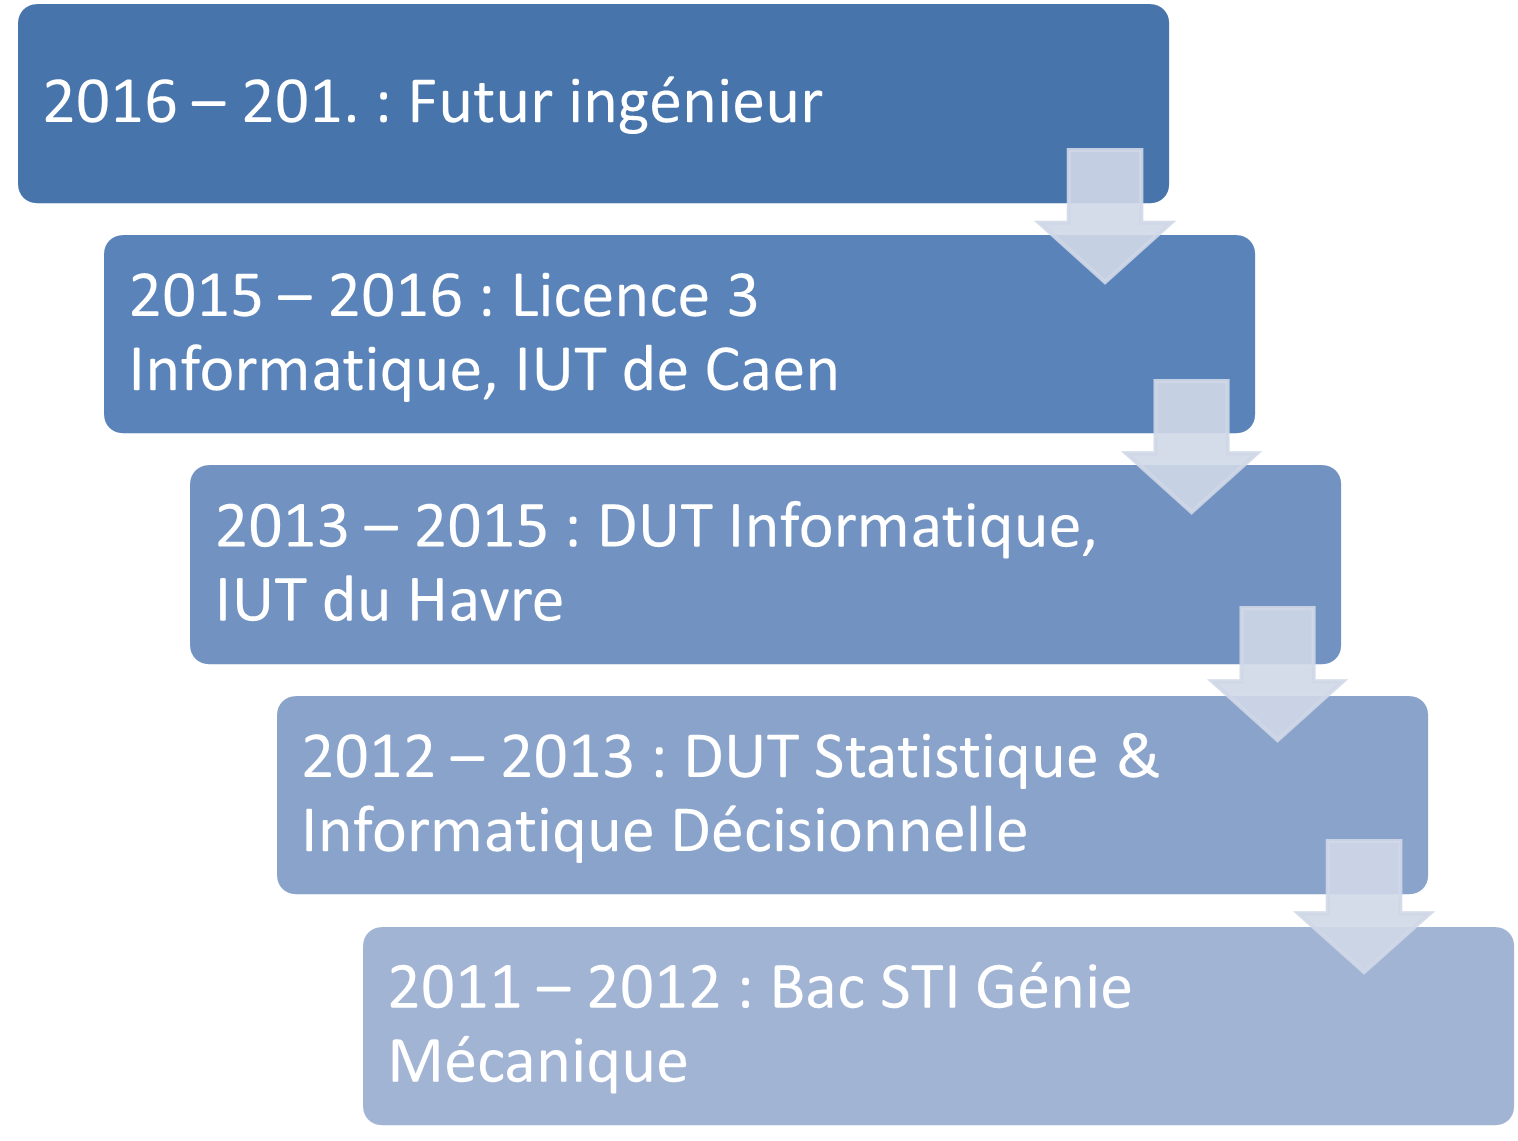 2016 – 201. : Futur ingénieur
2015 – 2016 : Licence 3
Informatique, IUT de Caen
2013 – 2015 : DUT Informatique,
IUT du Havre
2012 – 2013 : DUT Statistique &
Informatique Décisionnelle
2011 – 2012 : Bac STI Génie
Mécanique